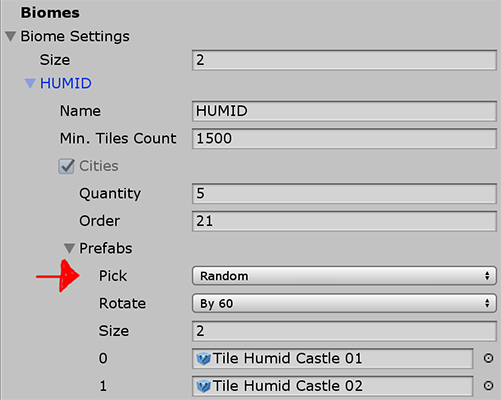 Biomes
Biome Settings
Size 2
HUMID
Name HUMID
Min. Tiles Count 1500
Cities
Quantity 5
Order 21
Prefabs
Pick Random
Rotate By 60
Size 2
0 Tile Humid Castle 01
1 Tile Humid Castle 02